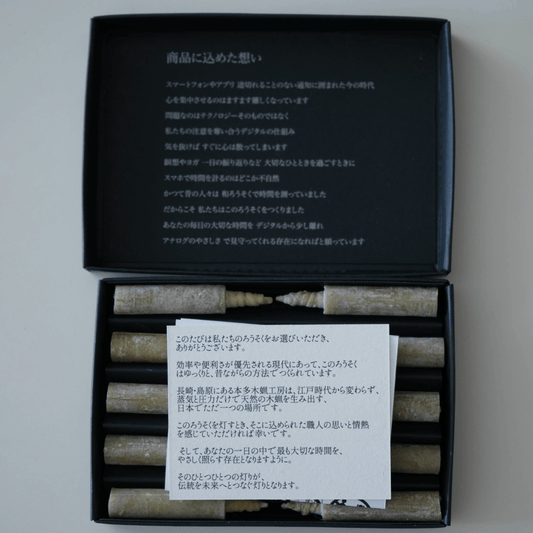 商品に込めた想い
スマートフォンやアプリ 途切れることのない通知に囲まれた今の時代
心を集中させるのはますます難しくなっています
問題なのはテクノロジーそのものではなく
私たちの注意を奪い合うデジタルの仕組み
気を抜けば すぐに心は散ってしまいます
瞑想やヨガ 一日の振り返りなど 大切なひとときを過ごすときに
スマホで時間を計るのはどこか不自然
かつて昔の人々は 和ろうそくで時間を測っていました
だからこそ 私たちはこのろうそくをつくりました
あなたの毎日の大切な時間を デジタルから少し離れ
アナログのやさしさ で見守ってくれる存在になればと願っています
このたびは私たちのろうそくをお選びいただき、
ありがとうございます。
効率や便利さが優先される現代にあって、このろうそく
はゆっくりと、昔ながらの方法でつくられています。
長崎・島原にある本多木蝋工房は、江戸時代から変わらず、
蒸気と圧力だけで天然の木蝋を生み出す、
日本でただ一つの場所です。
このろうそくを灯すとき、そこに込められた職人の思いと情熱
を感じていただければ幸いです。
そして、あなたの一日の中で最も大切な時間を、
やさしく照らす存在となりますように。
そのひとつひとつの灯りが、
伝統を未来へとつなぐ灯りとなります。